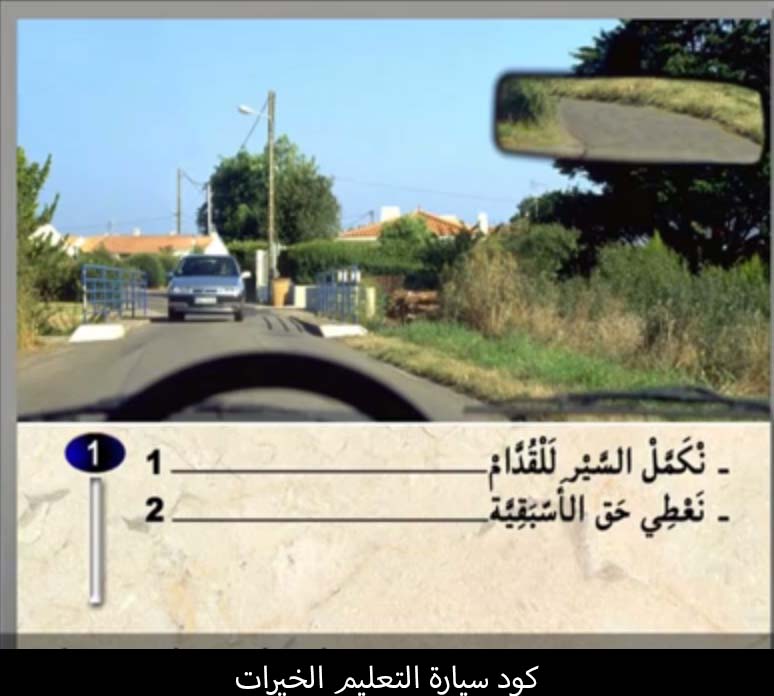 1
- نْكَمَّلْ السَّيْرِ لَلْقُدَّامْ 1
- نَعْطِي حَق الأَسْبَقِيَّة 2
كود سيارة التعليم الخيرات